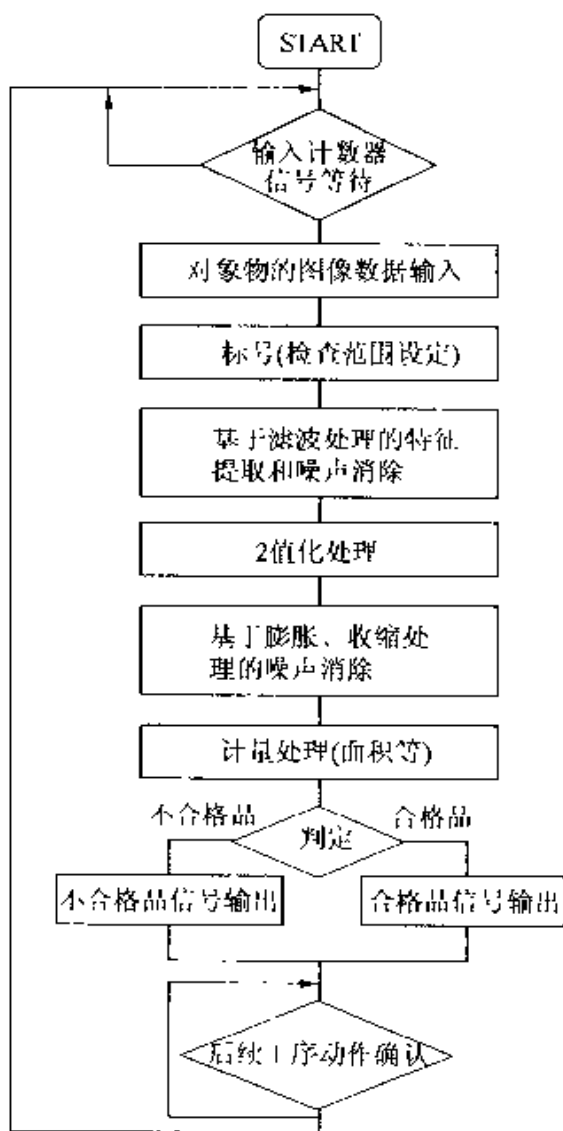 START
输入计数器
信号等待
对象物的图像数据输入
标号(检查范围设定)
基于滤波处理的特征
提取和噪声消除
2值化处理
基于膨胀、收缩处
理的噪声消除
计量处理(面积等)
不合格品
判定
合格品
不合格品信号输出
合格品信号输出
后续工序动作确认